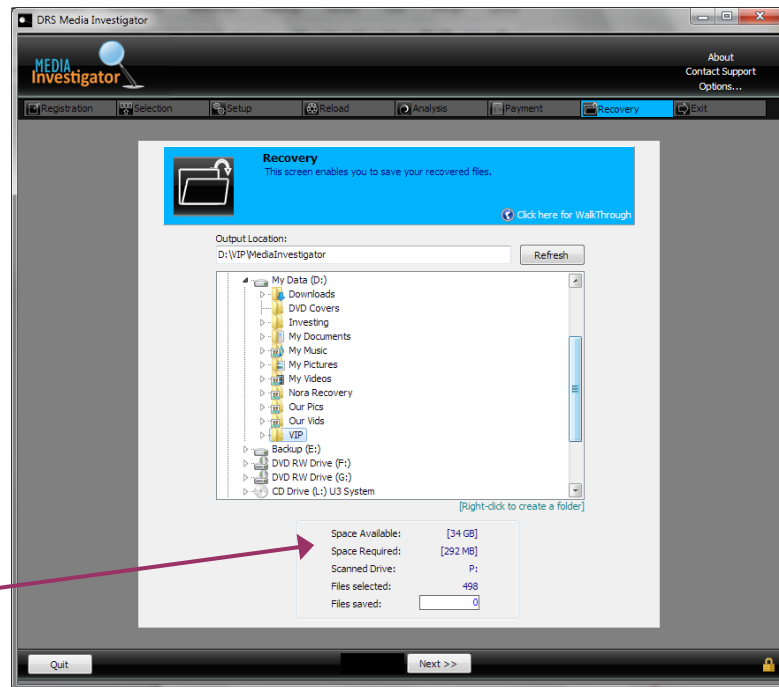 DRS Media Investigator
MEDIA
Investigator
About
Contact Support
Options...
Registration
Selection
Setup
Reload
Analysis
Payment
Recovery
Exit
Recovery
This screen enables you to save your recovered files.
Click here for WalkThrough
Output Location:
D:\VIP\MediaInvestigator
Refresh
My Data (D:)
Downloads
DVD Covers
Investing
My Documents
My Music
My Pictures
My Videos
Nora Recovery
Our Pics
Our Vids
VIP
Backup (E:)
DVD RW Drive (F:)
DVD RW Drive (G:)
CD Drive (L:) U3 System
[Right-click to create a folder]
Space Available: [34 GB]
Space Required: [292 MB]
Scanned Drive: P:
Files selected: 498
Files saved: 0
Quit
Next >>